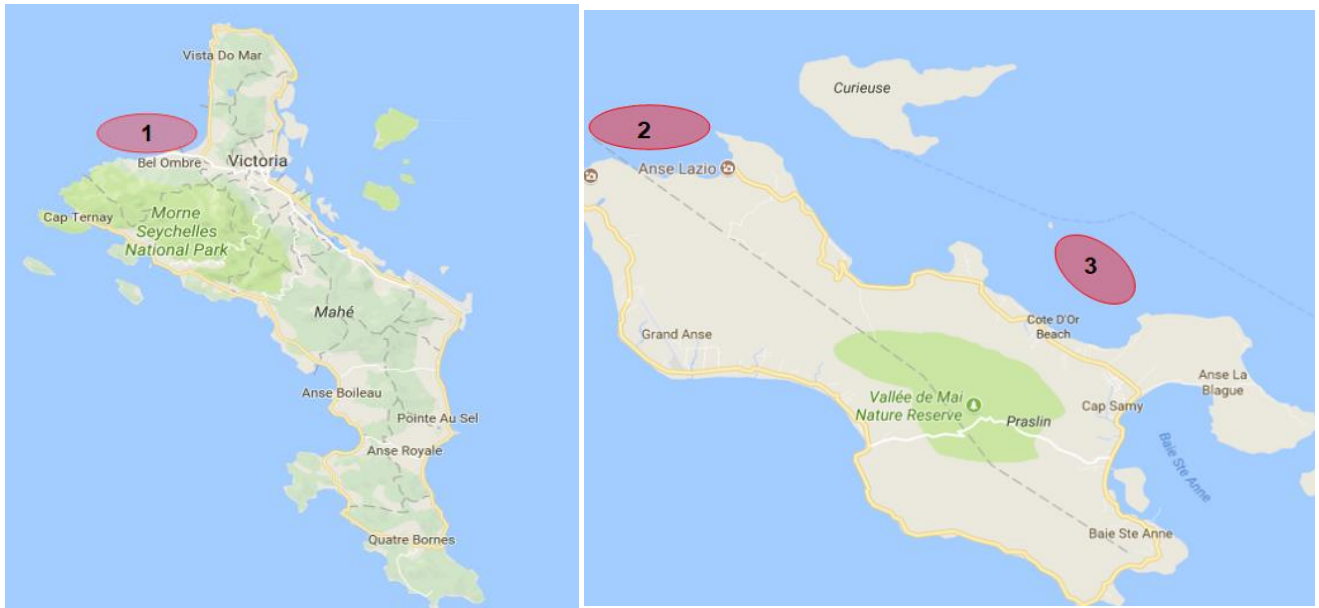 Vista Do Mar
1
Bel Ombre
Victoria
Cap Ternay
Morne
Seychelles
National Park
Mahé
Anse Boileau
Pointe Au Sel
Anse Royale
Quatre Bornes
Curieuse
2
Anse Lazio
3
Cote D'Or
Beach
Grand Anse
Anse La
Blague
Vallée de Mai
Nature Reserve
Cap Samy
Praslin
Baie Ste Anne
Baie Ste Anne